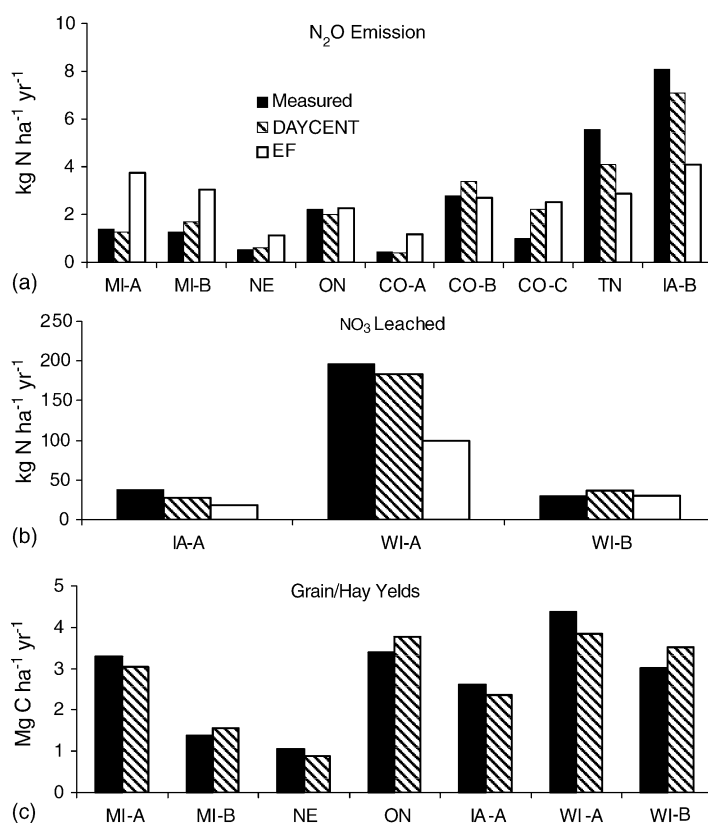 N₂O Emission
kg N ha⁻¹ yr⁻¹
10
8
6
4
2
0
Measured
DAYCENT
EF
MI-A MI-B NE ON CO-A CO-B CO-C TN IA-B
(a)
NO₃ Leached
kg N ha⁻¹ yr⁻¹
250
200
150
100
50
0
IA-A WI-A WI-B
(b)
Grain/Hay Yelds
Mg C ha⁻¹ yr⁻¹
5
4
3
2
1
0
MI-A MI-B NE ON IA-A WI-A WI-B
(c)